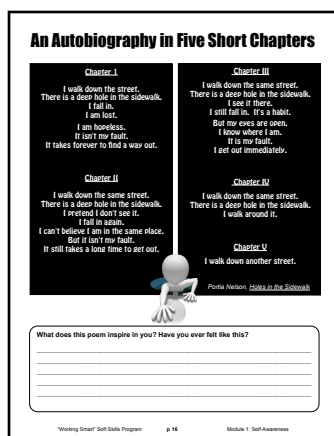 An Autobiography in Five Short Chapters
Chapter I
I walk down the street.
There is a deep hole in the sidewalk.
I fall in.
I am lost.
I am hopeless.
It isn't my fault.
It takes forever to find a way out.
Chapter II
I walk down the same street.
There is a deep hole in the sidewalk.
I pretend I don't see it.
I fall in again.
I can't believe I am in the same place.
But it isn't my fault.
It still takes a long time to get out.
Chapter III
I walk down the same street.
There is a deep hole in the sidewalk.
I see it there.
I still fall in. It's a habit.
But my eyes are open.
I know where I am.
It is my fault.
I get out immediately.
Chapter IV
I walk down the same street.
There is a deep hole in the sidewalk.
I walk around it.
Chapter V
I walk down another street.
Portia Nelson, Holes in the Sidewalk
What does this poem inspire in you? Have you ever felt like this?
"Working Smart" Soft Skills Program p 16 Module 1: Self-Awareness